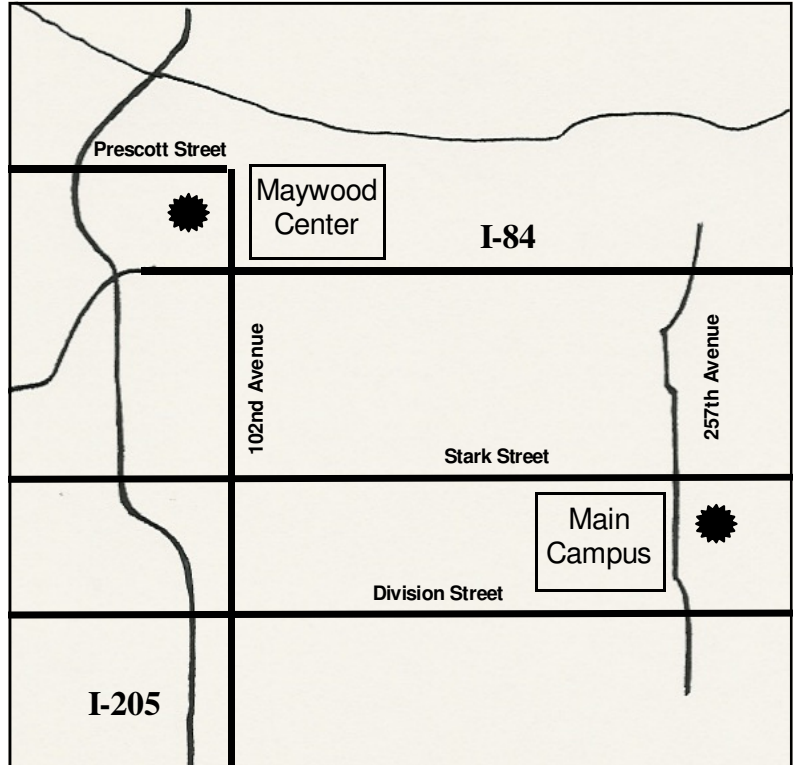 Prescott Street
Maywood
Center
I-84
102nd Avenue
257th Avenue
Stark Street
Main
Campus
Division Street
I-205